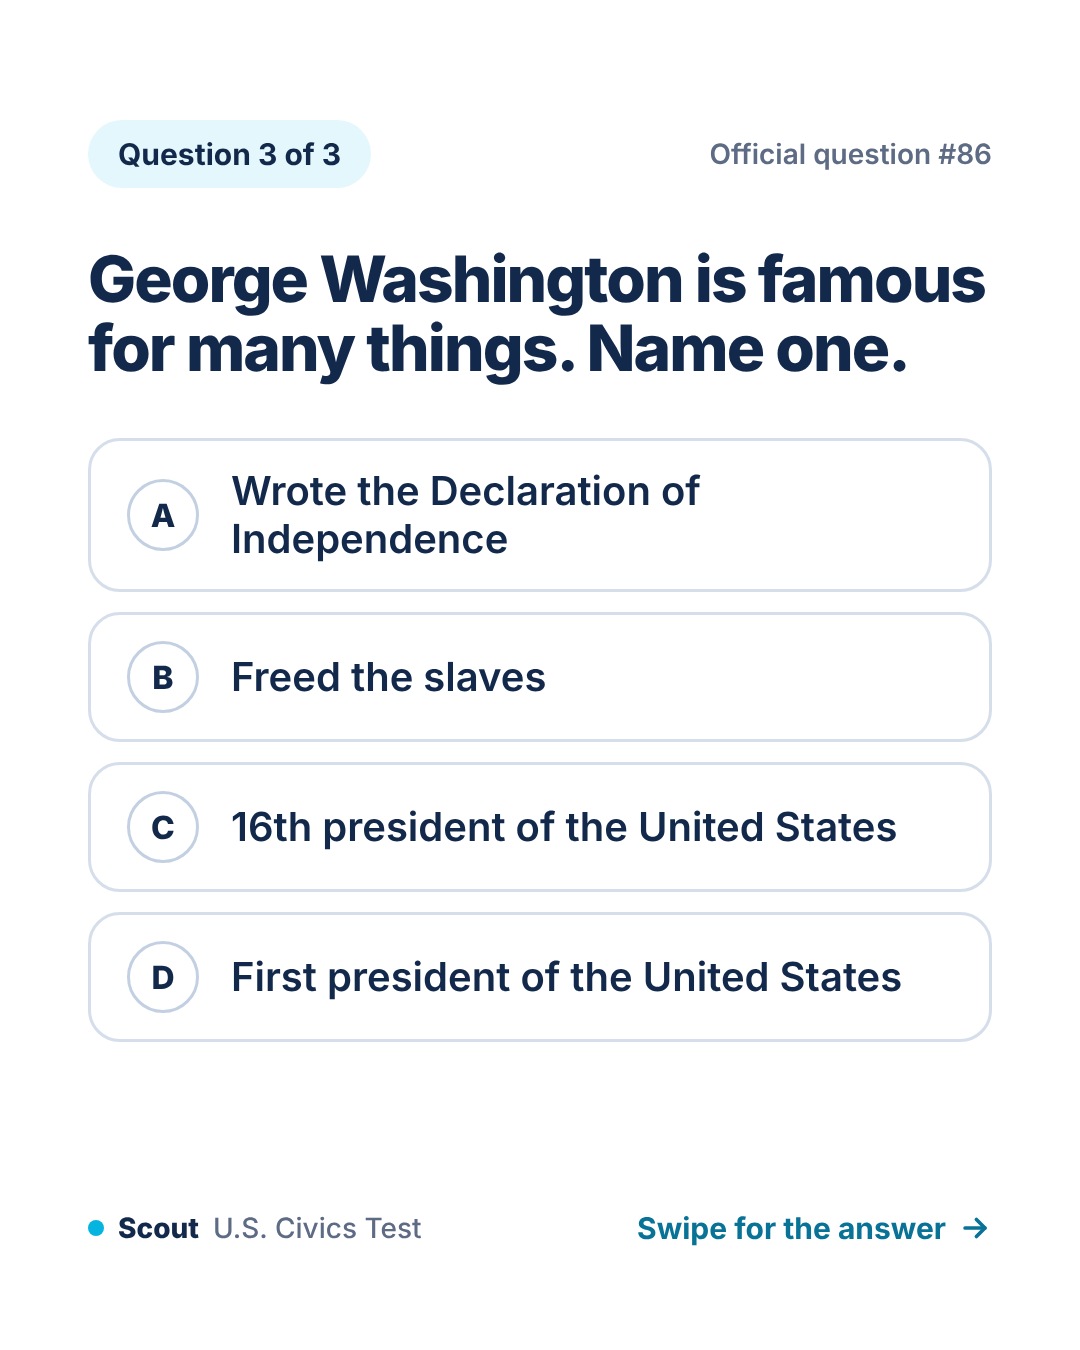 Question 3 of 3
Official question #86
George Washington is famous
for many things. Name one.
A
Wrote the Declaration of
Independence
B
Freed the slaves
C
16th president of the United States
D
First president of the United States
Scout U.S. Civics Test
Swipe for the answer →